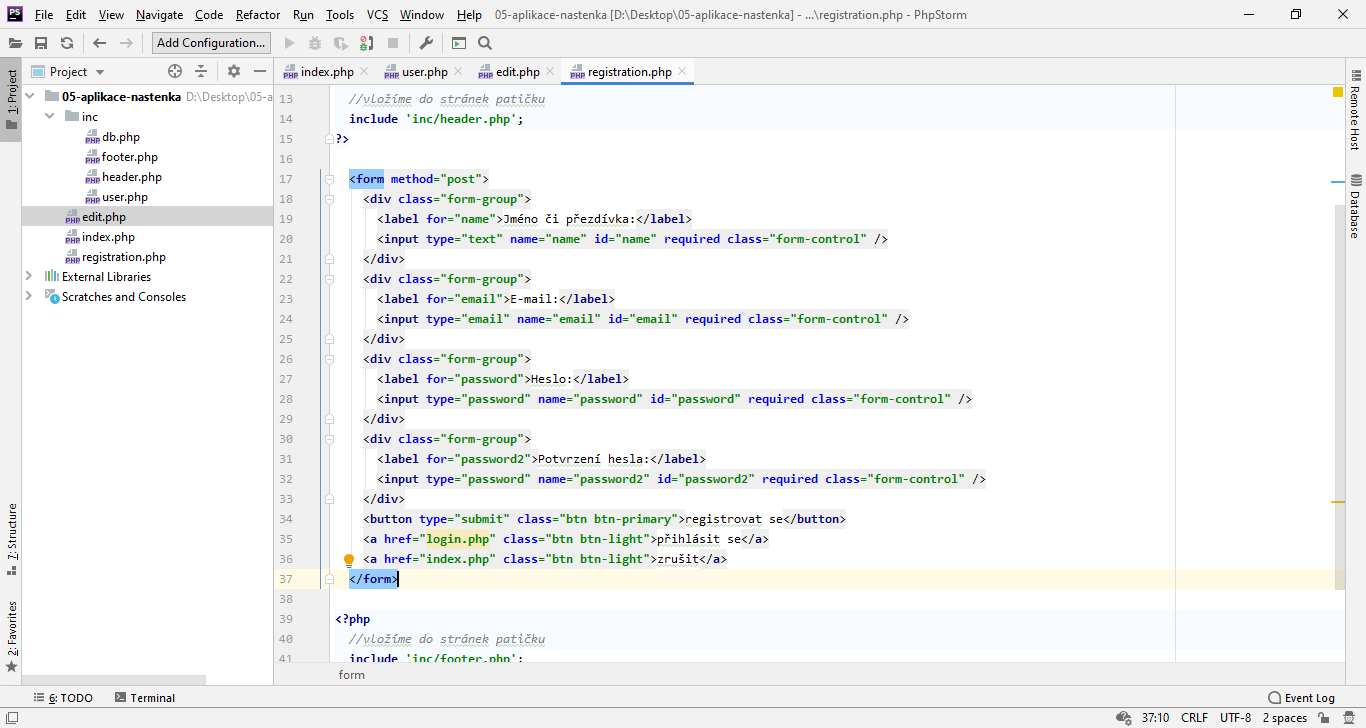 File Edit View Navigate Code Refactor Run Tools VCS Window Help 05-aplikace-nastenka [D:\Desktop\05-aplikace-nastenka] - ...\registration.php - PhpStorm
Add Configuration...
Project
index.php user.php edit.php registration.php
1: Project
05-aplikace-nastenka D:\Desktop\05-a
inc
db.php
footer.php
header.php
user.php
edit.php
index.php
registration.php
External Libraries
Scratches and Consoles
13 //vložíme do stránek patičku
14 include 'inc/header.php';
15 ?>
16
17 <form method="post">
18 <div class="form-group">
19 <label for="name">Jméno či přezdívka:</label>
20 <input type="text" name="name" id="name" required class="form-control" />
21 </div>
22 <div class="form-group">
23 <label for="email">E-mail:</label>
24 <input type="email" name="email" id="email" required class="form-control" />
25 </div>
26 <div class="form-group">
27 <label for="password">Heslo:</label>
28 <input type="password" name="password" id="password" required class="form-control" />
29 </div>
30 <div class="form-group">
31 <label for="password2">Potvrzení hesla:</label>
32 <input type="password" name="password2" id="password2" required class="form-control" />
33 </div>
34 <button type="submit" class="btn btn-primary">registrovat se</button>
35 <a href="login.php" class="btn btn-light">přihlásit se</a>
36 <a href="index.php" class="btn btn-light">zrušit</a>
37 </form>
38
39 <?php
40 //vložíme do stránek patičku
41 include 'inc/footer.php';
form
Remote Host
Database
7: Structure
2: Favorites
6: TODO Terminal Event Log
37:10 CRLF UTF-8 2 spaces